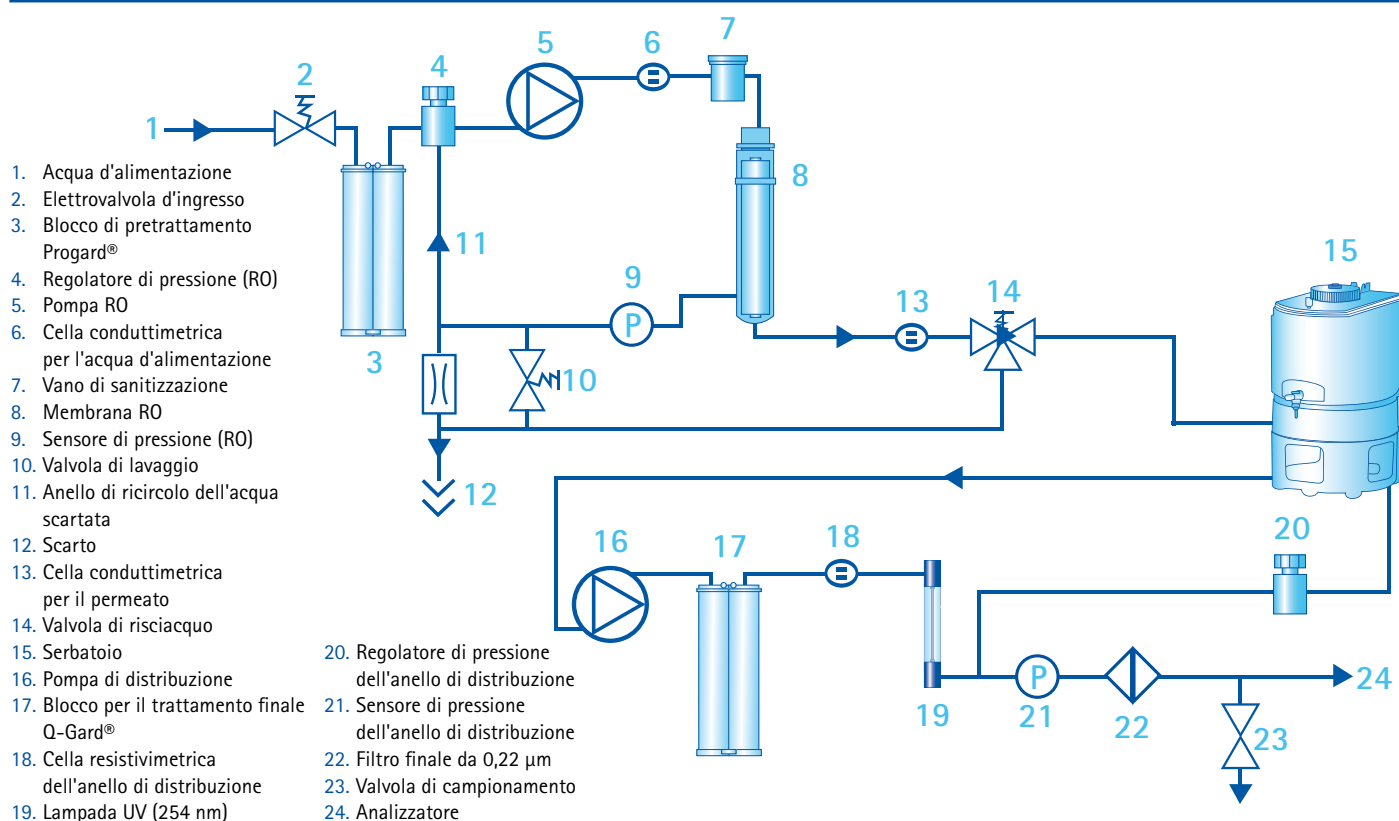 1
2
3
4
5
6
7
8
9
10
11
12
13
14
15
16
17
18
19
20
21
22
23
24
P
P
1. Acqua d'alimentazione
2. Elettrovalvola d'ingresso
3. Blocco di pretrattamento
Progard®
4. Regolatore di pressione (RO)
5. Pompa RO
6. Cella conduttimetrica
per l'acqua d'alimentazione
7. Vano di sanitizzazione
8. Membrana RO
9. Sensore di pressione (RO)
10. Valvola di lavaggio
11. Anello di ricircolo dell'acqua
scartata
12. Scarto
13. Cella conduttimetrica
per il permeato
14. Valvola di risciacquo
15. Serbatoio
16. Pompa di distribuzione
17. Blocco per il trattamento finale
Q-Gard®
18. Cella resistivimetrica
dell'anello di distribuzione
19. Lampada UV (254 nm)
20. Regolatore di pressione
dell'anello di distribuzione
21. Sensore di pressione
dell'anello di distribuzione
22. Filtro finale da 0,22 µm
23. Valvola di campionamento
24. Analizzatore